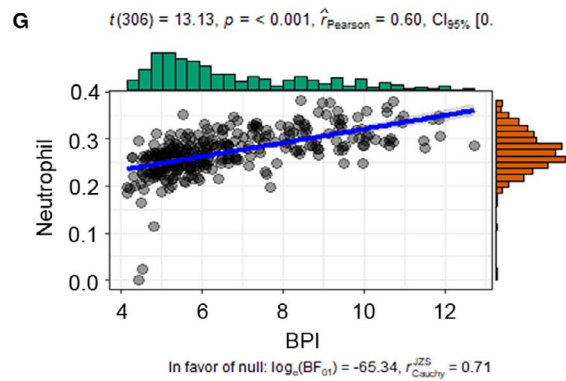 G
t(306) = 13.13, p = < 0.001, r̂Pearson = 0.60, CI95% [0.
Neutrophil
0.4
0.3
0.2
0.1
0.0
4 6 8 10 12
BPI
In favor of null: loge(BF01) = -65.34, rJZSCauchy = 0.71